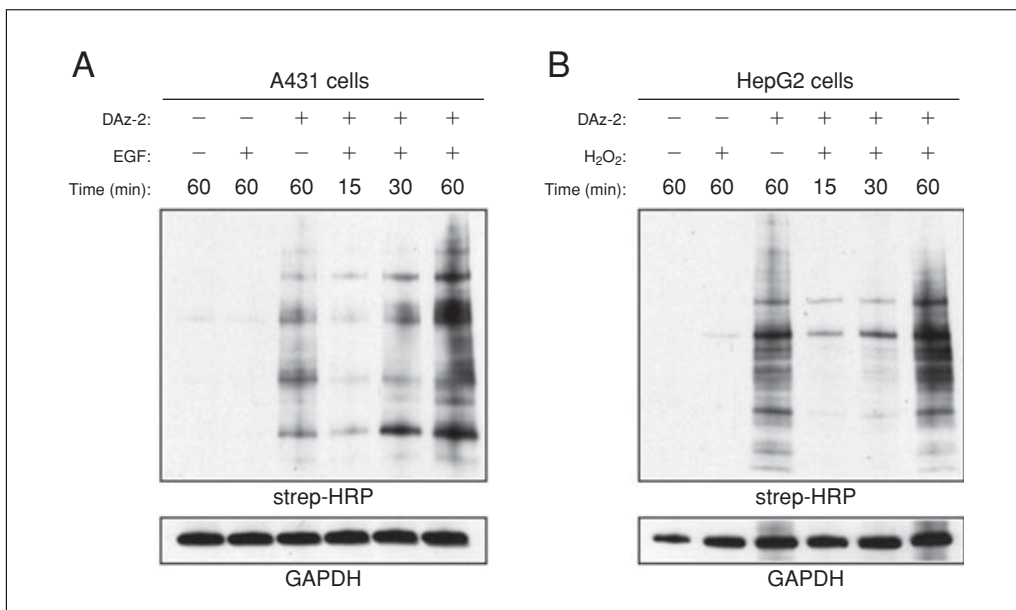 A
A431 cells
DAz-2: – – + + + +
EGF: – + – + + +
Time (min): 60 60 60 15 30 60
strep-HRP
GAPDH
B
HepG2 cells
DAz-2: – – + + + +
H₂O₂: – + – + + +
Time (min): 60 60 60 15 30 60
strep-HRP
GAPDH